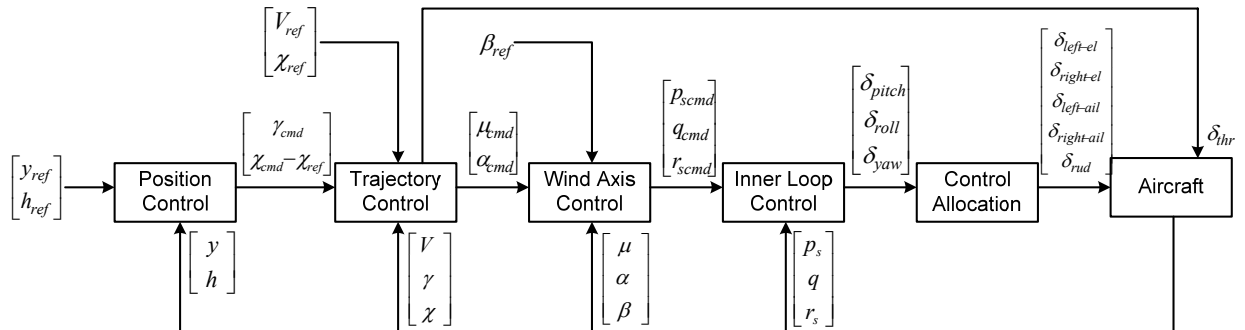 V_ref
χ_ref
β_ref
p_scmd
q_cmd
r_scmd
δ_pitch
δ_roll
δ_yaw
δ_left-el
δ_right-el
δ_left-ail
δ_right-ail
δ_rud
δ_thr
γ_cmd
χ_cmd−χ_ref
μ_cmd
α_cmd
y_ref
h_ref
Position
Control
Trajectory
Control
Wind Axis
Control
Inner Loop
Control
Control
Allocation
Aircraft
y
h
V
γ
χ
μ
α
β
p_s
q
r_s